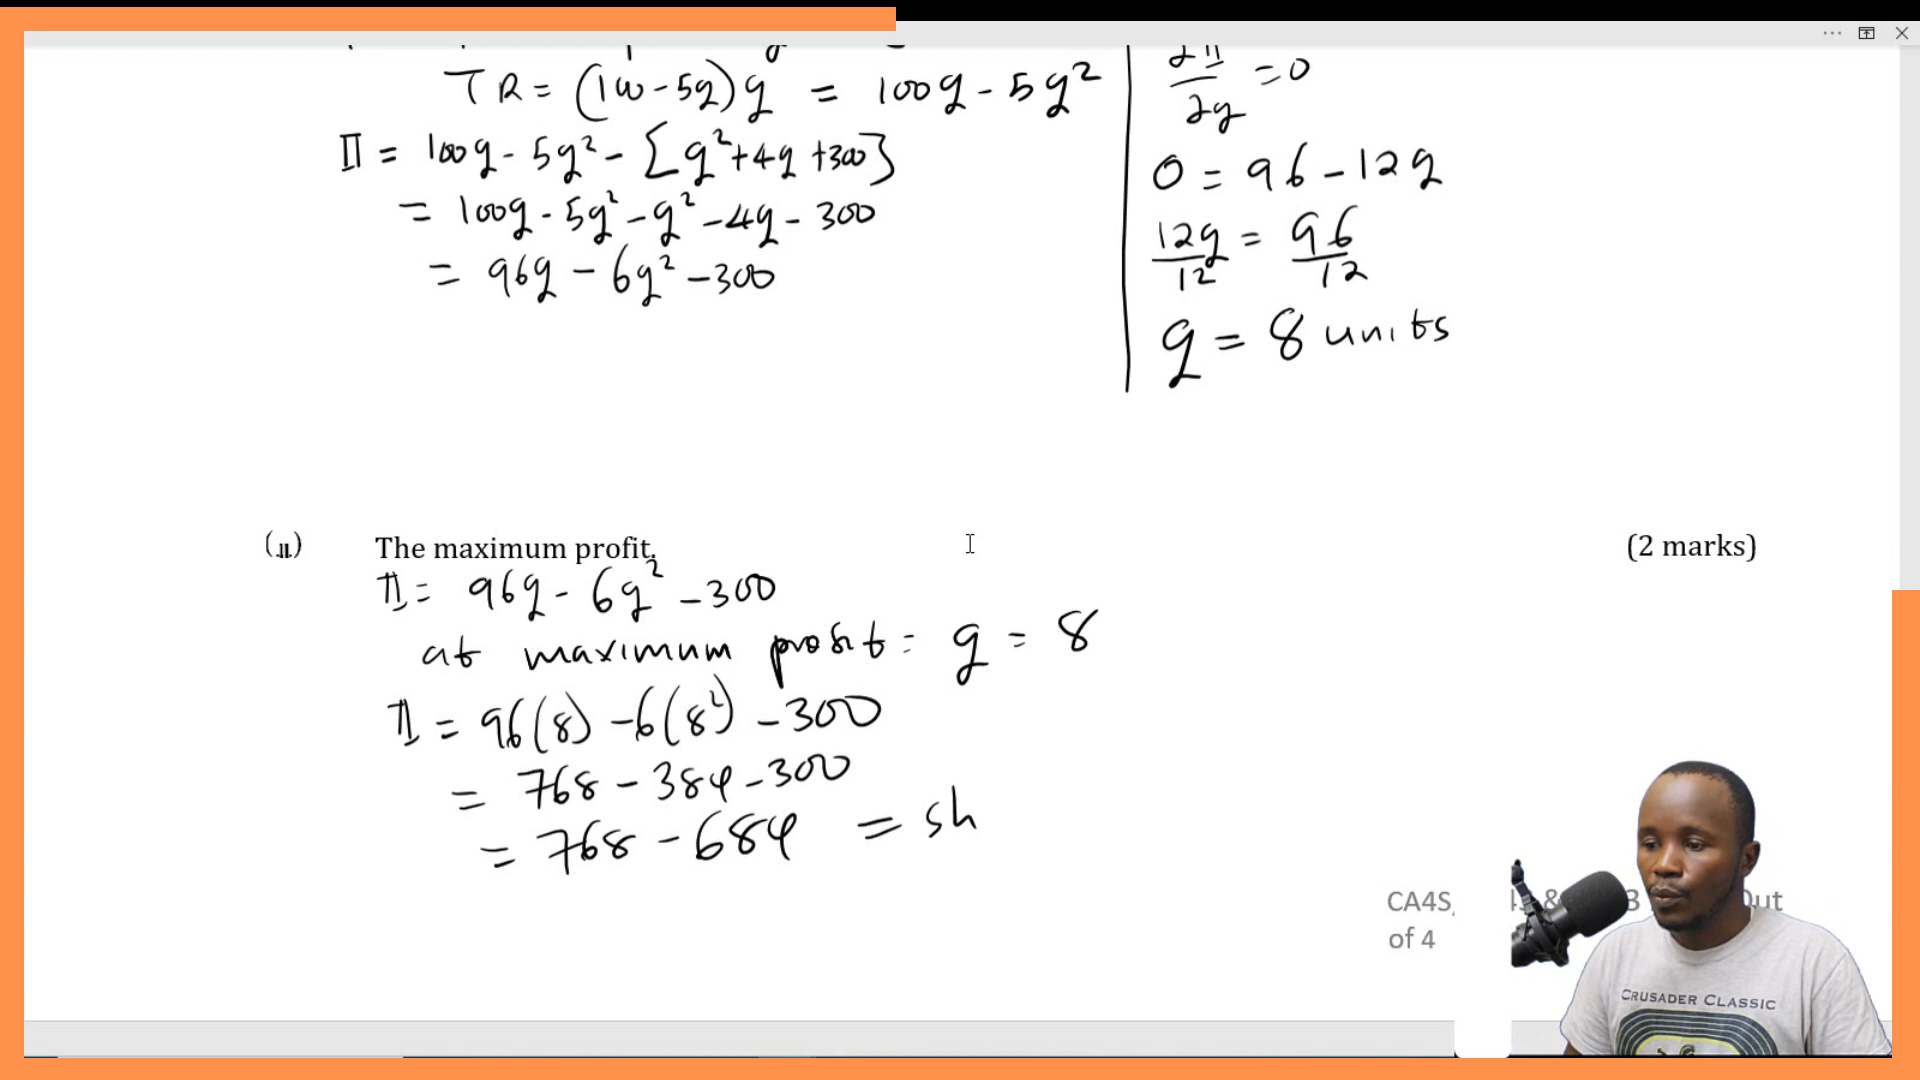 TR = (100 - 5q)q = 100q - 5q²
Π = 100q - 5q² - [q² + 4q + 300]
= 100q - 5q² - q² - 4q - 300
= 96q - 6q² - 300
= 0
0 = 96 - 12q
12q/12 = 96/12
q = 8 units
(ii) The maximum profit. (2 marks)
Π = 96q - 6q² - 300
at maximum profit = q = 8
Π = 96(8) - 6(8²) - 300
= 768 - 384 - 300
= 768 - 684 = sh
CA4S,
of 4
CRUSADER CLASSIC